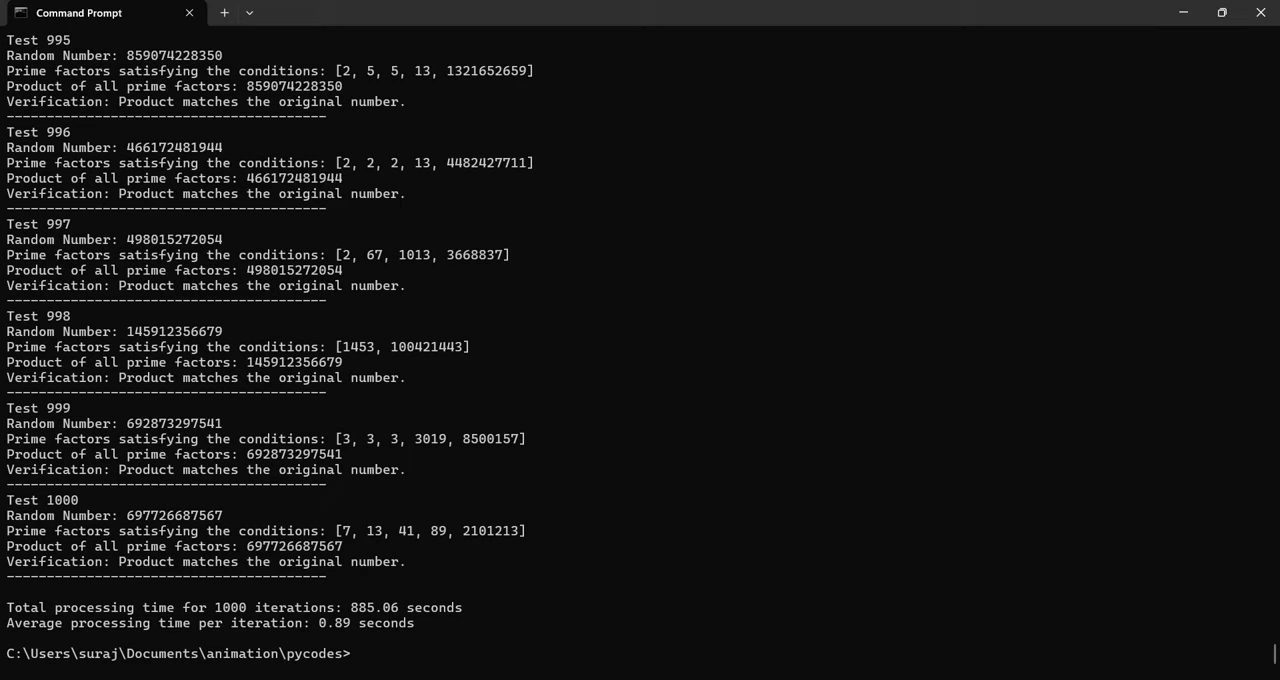 Command Prompt
Test 995
Random Number: 859074228350
Prime factors satisfying the conditions: [2, 5, 5, 13, 1321652659]
Product of all prime factors: 859074228350
Verification: Product matches the original number.
----------------------------------------
Test 996
Random Number: 466172481944
Prime factors satisfying the conditions: [2, 2, 2, 13, 4482427711]
Product of all prime factors: 466172481944
Verification: Product matches the original number.
----------------------------------------
Test 997
Random Number: 498015272054
Prime factors satisfying the conditions: [2, 67, 1013, 3668837]
Product of all prime factors: 498015272054
Verification: Product matches the original number.
----------------------------------------
Test 998
Random Number: 145912356679
Prime factors satisfying the conditions: [1453, 100421443]
Product of all prime factors: 145912356679
Verification: Product matches the original number.
----------------------------------------
Test 999
Random Number: 692873297541
Prime factors satisfying the conditions: [3, 3, 3, 3019, 8500157]
Product of all prime factors: 692873297541
Verification: Product matches the original number.
----------------------------------------
Test 1000
Random Number: 697726687567
Prime factors satisfying the conditions: [7, 13, 41, 89, 2101213]
Product of all prime factors: 697726687567
Verification: Product matches the original number.
----------------------------------------
Total processing time for 1000 iterations: 885.06 seconds
Average processing time per iteration: 0.89 seconds
C:\Users\suraj\Documents\animation\pycodes>